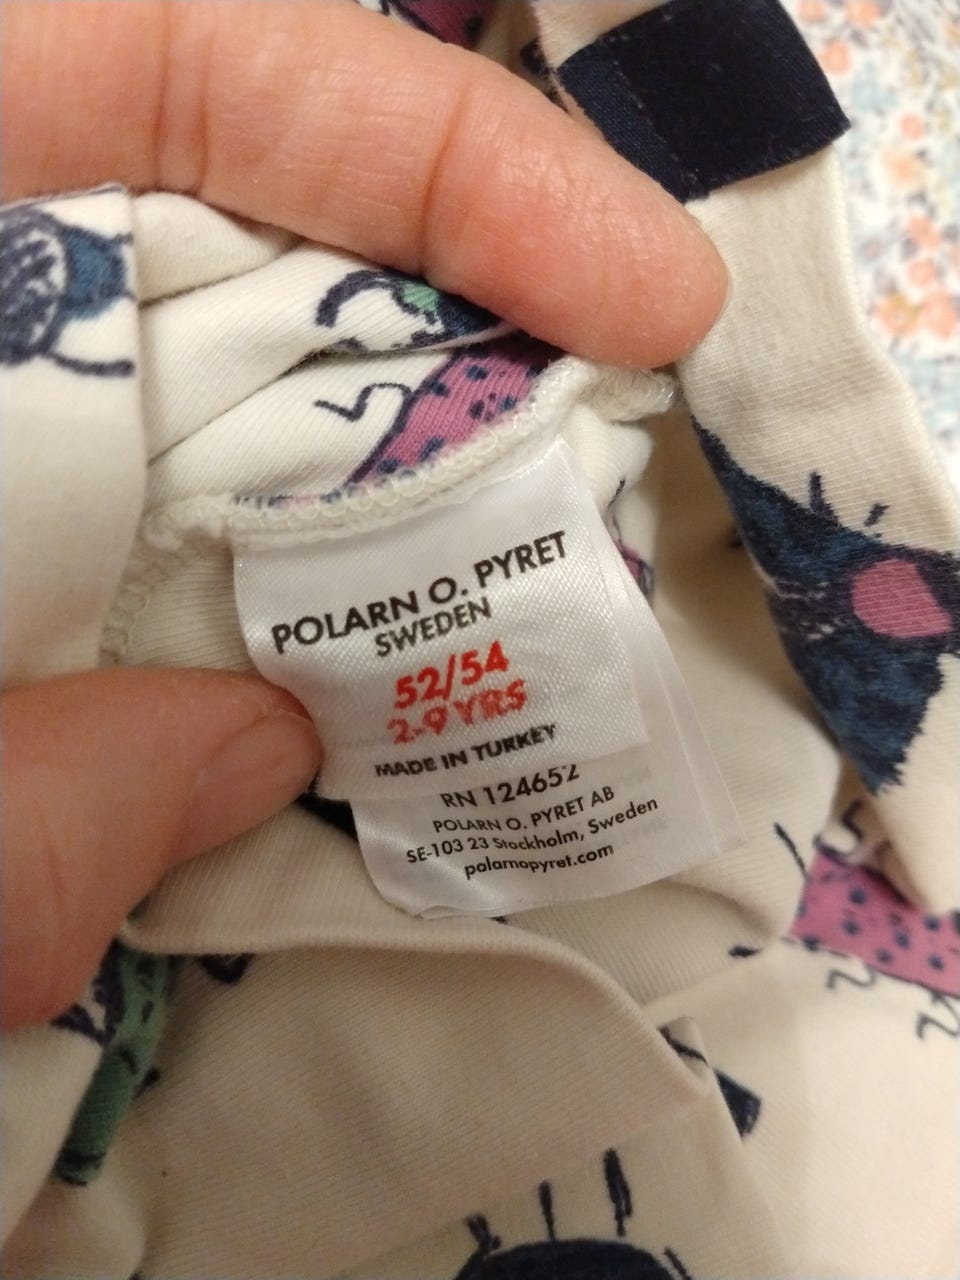 POLARN O. PYRET
SWEDEN
52/54
2-9 YRS
MADE IN TURKEY
RN 124652
POLARN O. PYRET AB
SE-103 23 Stockholm, Sweden
polarnopyret.com